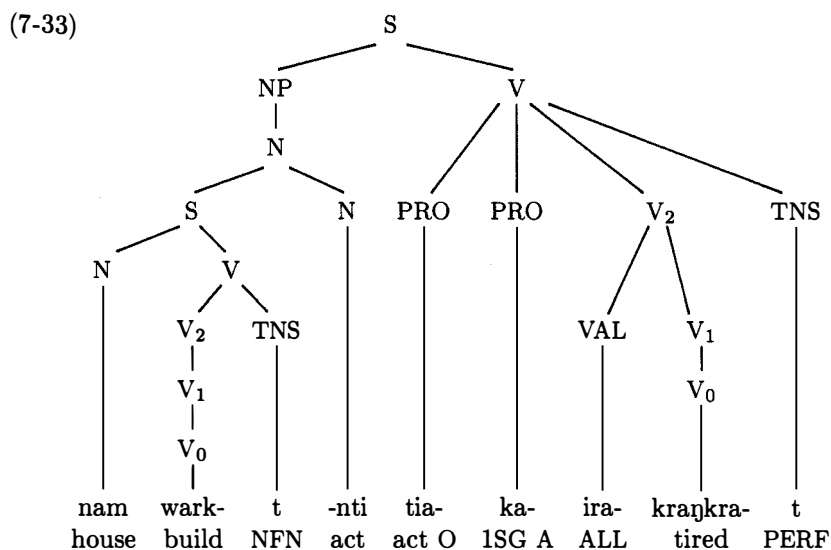 (7-33)
S
NP V
N
S N PRO PRO V₂ TNS
N V
V₂ TNS VAL V₁
V₁ V₀
V₀
nam wark- t -nti tia- ka- ira- kraŋkra- t
house build NFN act act O 1SG A ALL tired PERF